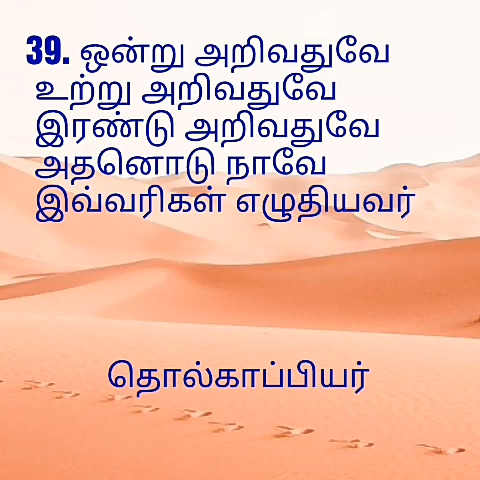 39. ஒன்று அறிவதுவே
உற்று அறிவதுவே
இரண்டு அறிவதுவே
அதனொடு நாவே
இவ்வரிகள் எழுதியவர்
தொல்காப்பியர்